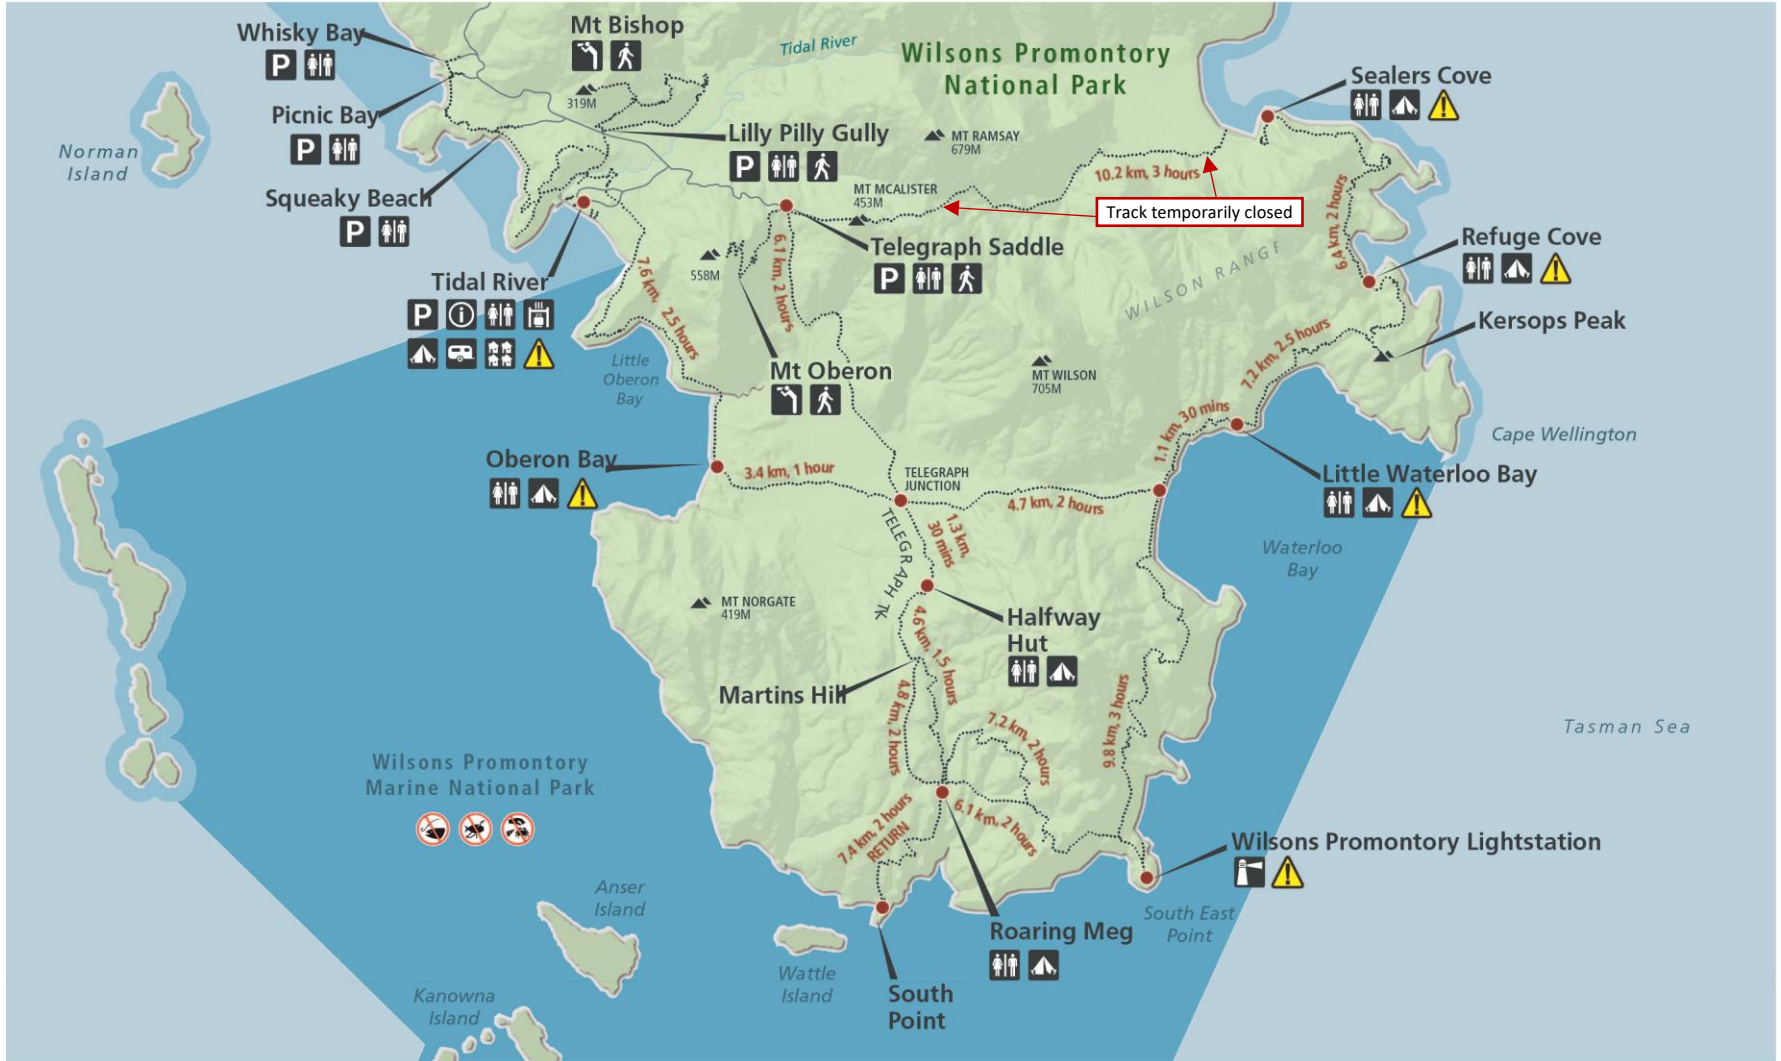 Whisky Bay
P
Mt Bishop
319M
Tidal River
Wilsons Promontory
National Park
Sealers Cove
Picnic Bay
P
Norman
Island
Lilly Pilly Gully
P
MT RAMSAY
679M
10.2 km, 3 hours
Track temporarily closed
Squeaky Beach
P
MT MCALISTER
453M
6.4 km, 2 hours
Refuge Cove
Telegraph Saddle
P
558M
6.1 km, 2 hours
WILSON RANGE
Tidal River
P
i
7.6 km, 2.5 hours
Kersops Peak
7.2 km, 2.5 hours
Little
Oberon
Bay
Mt Oberon
MT WILSON
705M
1.1 km, 30 mins
Cape Wellington
Oberon Bay
3.4 km, 1 hour
TELEGRAPH
JUNCTION
4.7 km, 2 hours
Little Waterloo Bay
TELEGRAPH TK
1.3 km,
30 mins
Waterloo
Bay
MT NORGATE
419M
Halfway
Hut
4.6 km, 1.5 hours
Martins Hill
4.8 km, 2 hours
7.2 km, 2 hours
9.8 km, 3 hours
Tasman Sea
Wilsons Promontory
Marine National Park
7.4 km, 2 hours
RETURN
6.1 km, 2 hours
Wilsons Promontory Lightstation
Anser
Island
South East
Point
Roaring Meg
Wattle
Island
South
Point
Kanowna
Island